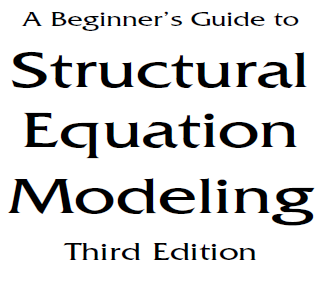 A Beginner's Guide to
Structural
Equation
Modeling
Third Edition